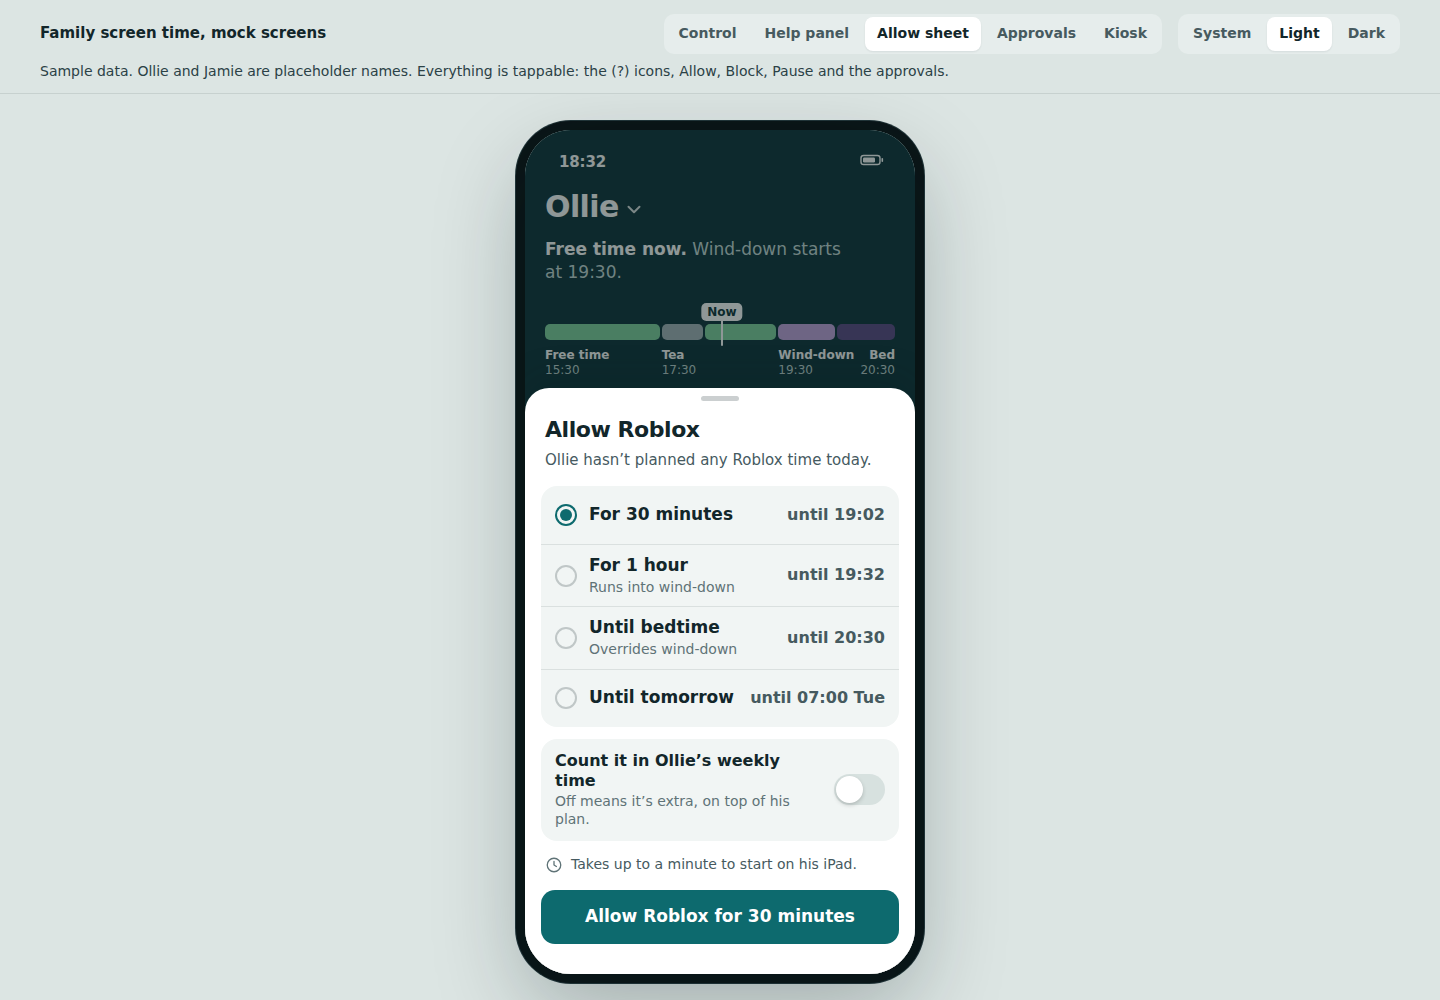 Family screen time, mock screens
Control Help panel Allow sheet Approvals Kiosk System Light Dark
Sample data. Ollie and Jamie are placeholder names. Everything is tappable: the (?) icons, Allow, Block, Pause and the approvals.
18:32
Ollie
Free time now. Wind-down starts
at 19:30.
Now
Free time Tea Wind-down Bed
15:30 17:30 19:30 20:30
Allow Roblox
Ollie hasn’t planned any Roblox time today.
For 30 minutes until 19:02
For 1 hour until 19:32
Runs into wind-down
Until bedtime until 20:30
Overrides wind-down
Until tomorrow until 07:00 Tue
Count it in Ollie’s weekly
time
Off means it’s extra, on top of his
plan.
Takes up to a minute to start on his iPad.
Allow Roblox for 30 minutes